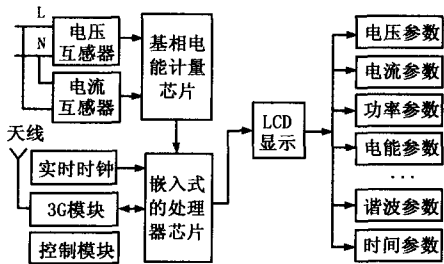 L
N
电压
互感器
电流
互感器
基相电
能计量
芯片
天线
实时时钟
3G模块
控制模块
嵌入式
的处理
器芯片
LCD
显示
电压参数
电流参数
功率参数
电能参数
...
谐波参数
时间参数